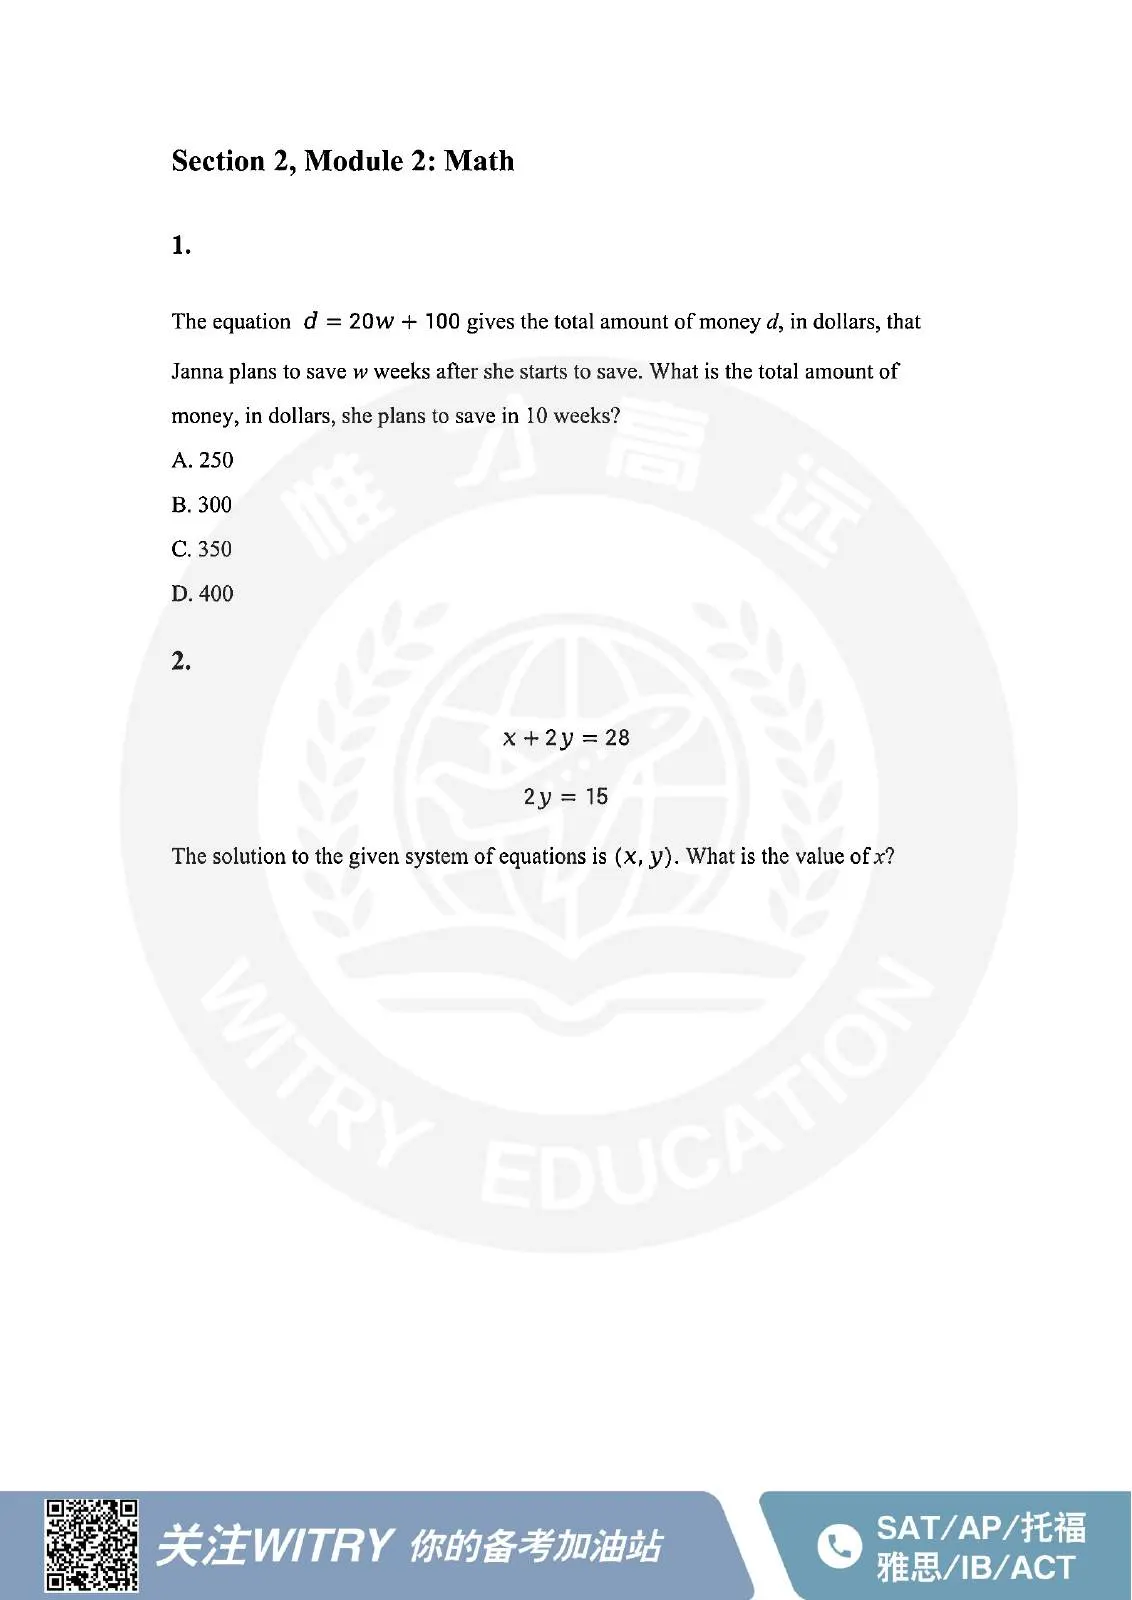 Section 2, Module 2: Math
1.
The equation d = 20w + 100 gives the total amount of money d, in dollars, that
Janna plans to save w weeks after she starts to save. What is the total amount of
money, in dollars, she plans to save in 10 weeks?
A. 250
B. 300
C. 350
D. 400
2.
x + 2y = 28
2y = 15
The solution to the given system of equations is (x, y). What is the value of x?
惟才高远
WITRY EDUCATION
关注WITRY 你的备考加油站
SAT/AP/托福
雅思/IB/ACT